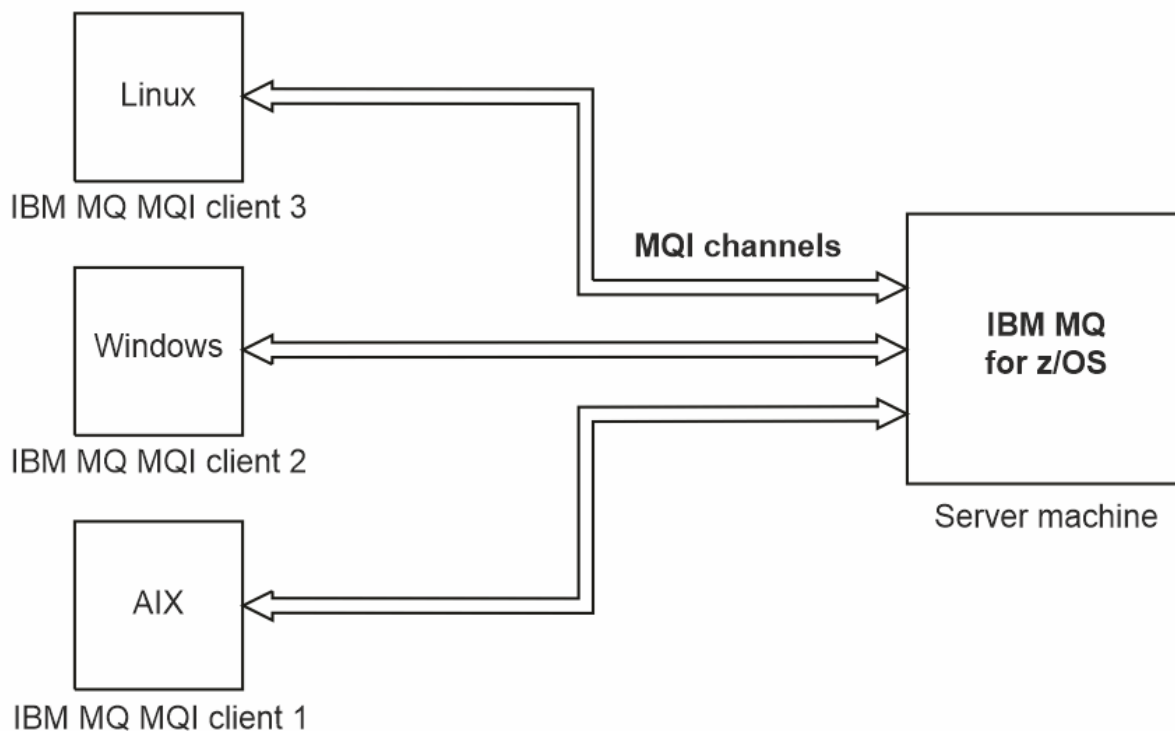 Linux
IBM MQ MQI client 3
MQI channels
Windows
IBM MQ MQI client 2
IBM MQ
for z/OS
Server machine
AIX
IBM MQ MQI client 1